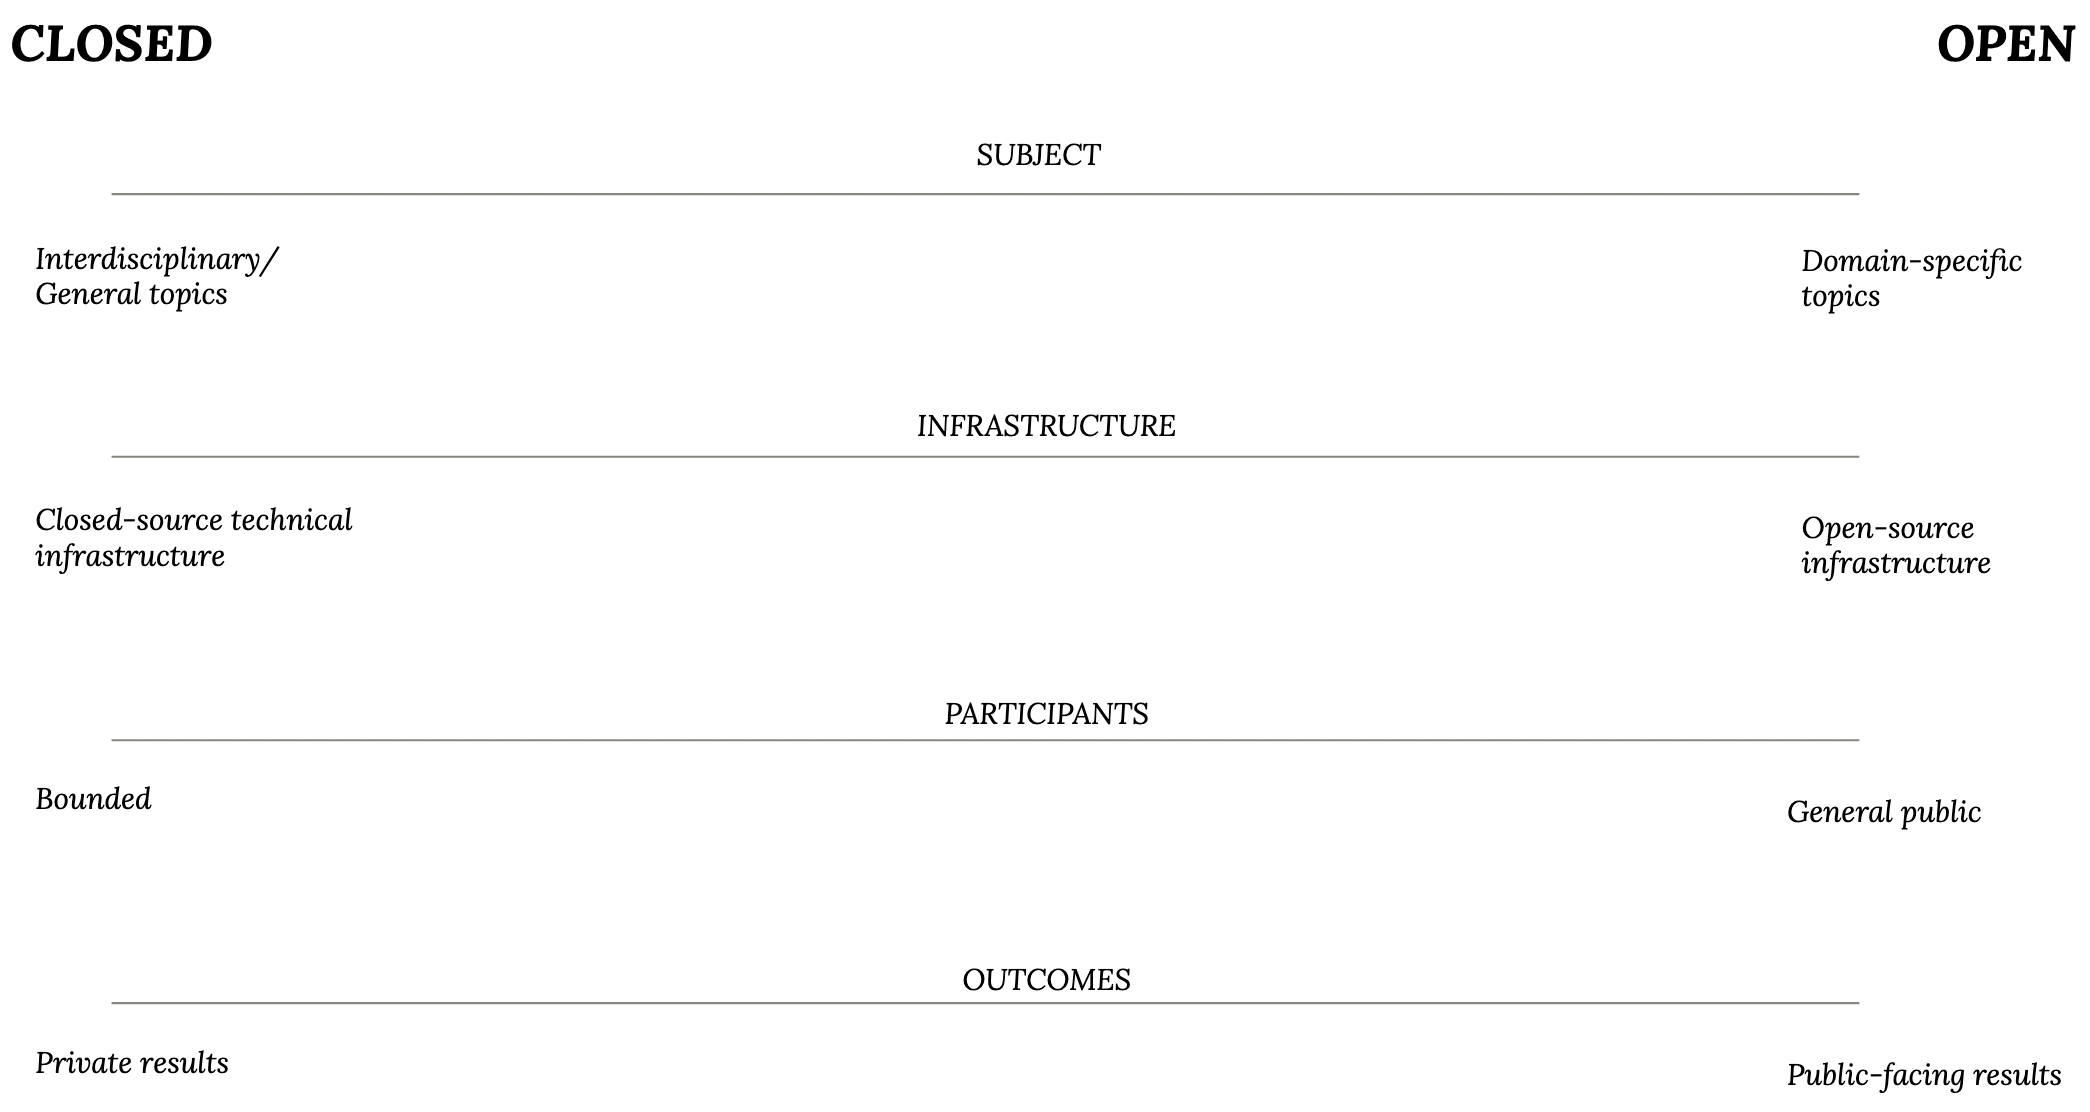 CLOSED
OPEN
SUBJECT
Interdisciplinary/
General topics
Domain-specific
topics
INFRASTRUCTURE
Closed-source technical
infrastructure
Open-source
infrastructure
PARTICIPANTS
Bounded
General public
OUTCOMES
Private results
Public-facing results